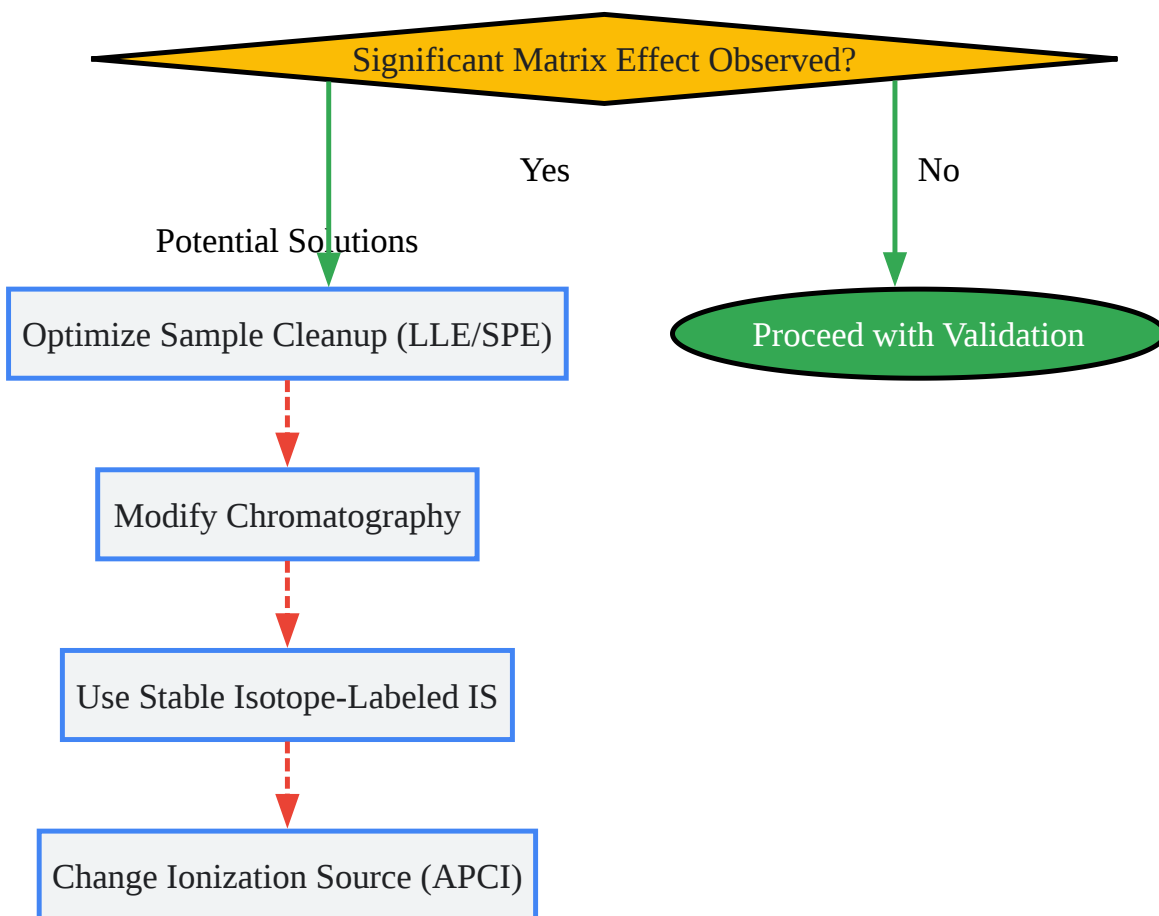 Significant Matrix Effect Observed?
Yes
No
Potential Solutions
Optimize Sample Cleanup (LLE/SPE)
Proceed with Validation
Modify Chromatography
Use Stable Isotope-Labeled IS
Change Ionization Source (APCI)